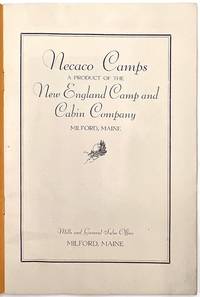 Necaco Camps
A PRODUCT OF THE
New England Camp and
Cabin Company
MILFORD, MAINE
Mills and General Sales Office
MILFORD, MAINE